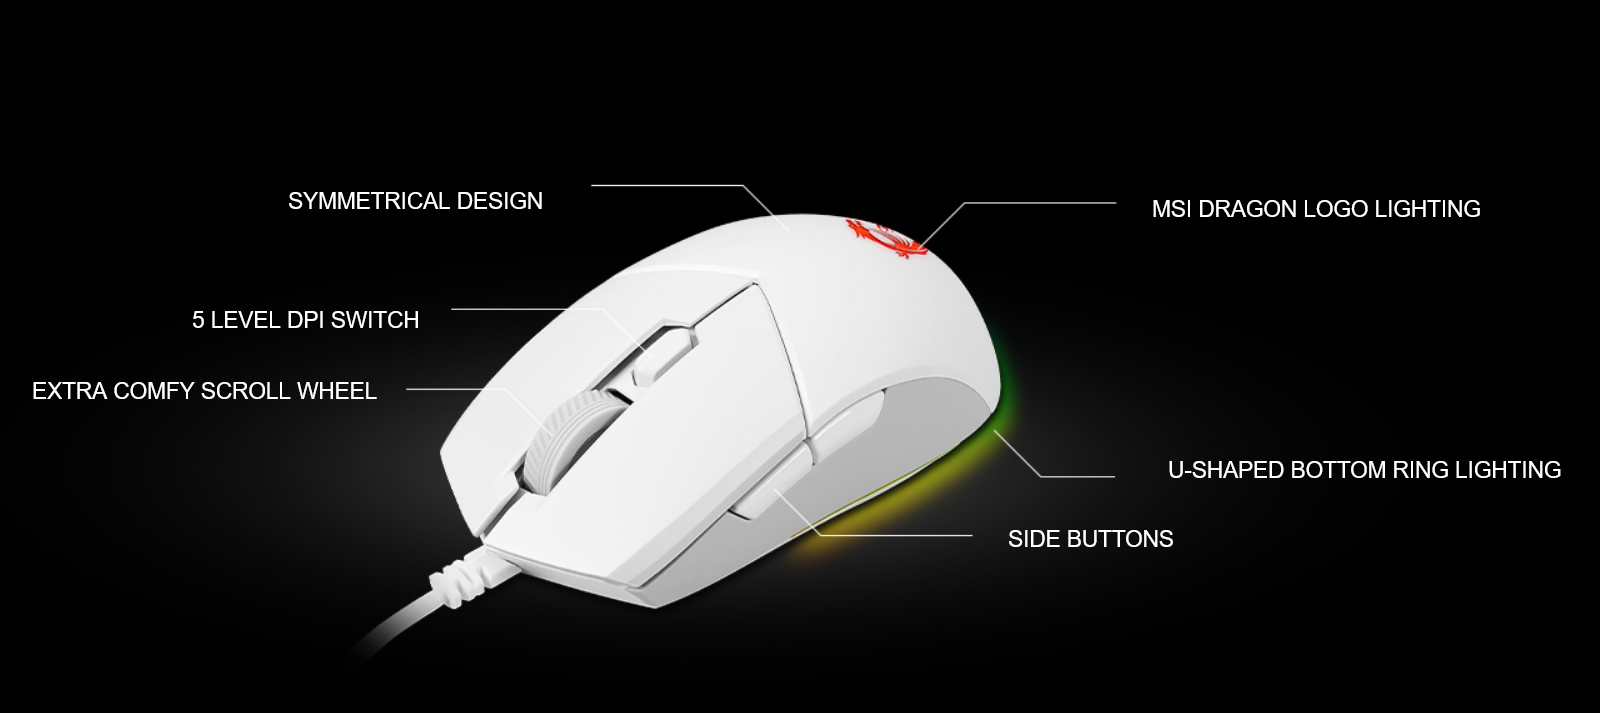 SYMMETRICAL DESIGN
MSI DRAGON LOGO LIGHTING
5 LEVEL DPI SWITCH
EXTRA COMFY SCROLL WHEEL
U-SHAPED BOTTOM RING LIGHTING
SIDE BUTTONS